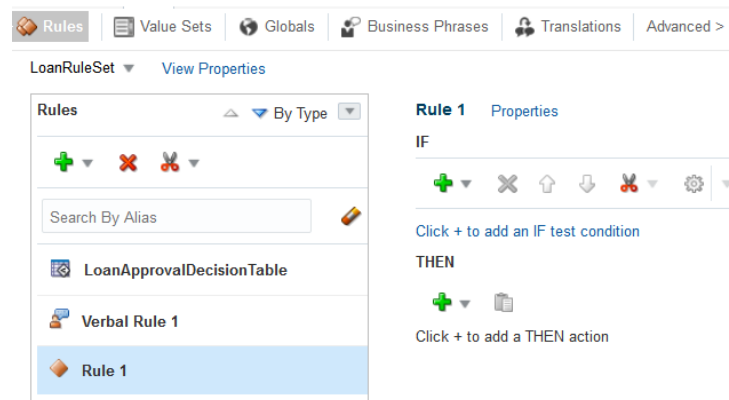 Rules Value Sets Globals Business Phrases Translations Advanced >
LoanRuleSet View Properties
Rules By Type
Rule 1 Properties
IF
Search By Alias
Click + to add an IF test condition
LoanApprovalDecisionTable
THEN
Verbal Rule 1
Click + to add a THEN action
Rule 1